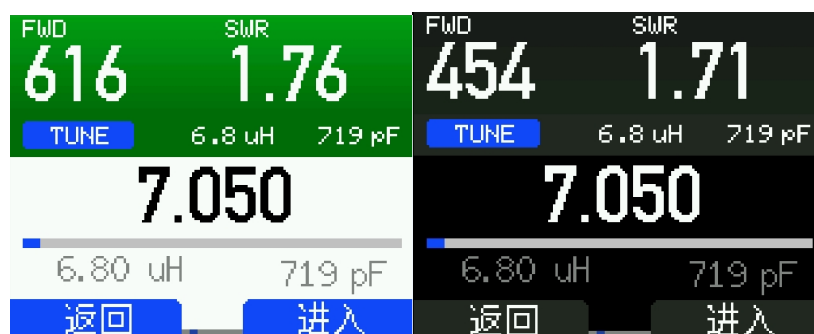 FWD SWR
616 1.76
TUNE 6.8 uH 719 pF
7.050
6.80 uH 719 pF
返回 进入
FWD SWR
454 1.71
TUNE 6.8 uH 719 pF
7.050
6.80 uH 719 pF
返回 进入